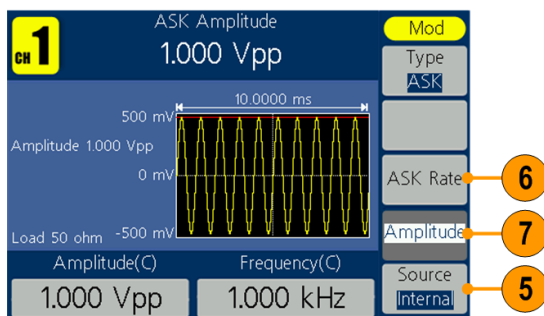 CH 1
ASK Amplitude
1.000 Vpp
Mod
Type
ASK
10.0000 ms
500 mV
Amplitude 1.000 Vpp
0 mV
Load 50 ohm
-500 mV
ASK Rate
6
Amplitude
7
Source
Internal
5
Amplitude(C)
Frequency(C)
1.000 Vpp
1.000 kHz